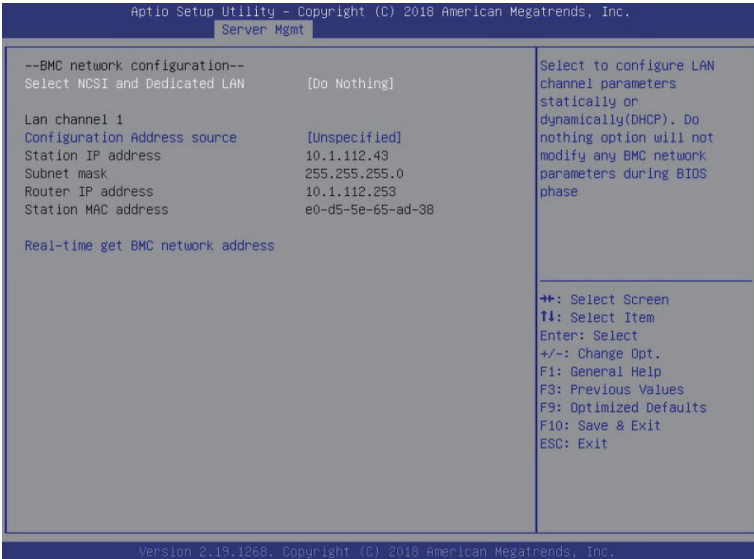 Aptio Setup Utility – Copyright (C) 2018 American Megatrends, Inc.
Server Mgmt
--BMC network configuration--
Select NCSI and Dedicated LAN [Do Nothing]
Lan channel 1
Configuration Address source [Unspecified]
Station IP address 10.1.112.43
Subnet mask 255.255.255.0
Router IP address 10.1.112.253
Station MAC address e0-d5-5e-65-ad-38
Real-time get BMC network address
Select to configure LAN
channel parameters
statically or
dynamically(DHCP). Do
nothing option will not
modify any BMC network
parameters during BIOS
phase
→←: Select Screen
↑↓: Select Item
Enter: Select
+/-: Change Opt.
F1: General Help
F3: Previous Values
F9: Optimized Defaults
F10: Save & Exit
ESC: Exit
Version 2.19.1268. Copyright (C) 2018 American Megatrends, Inc.